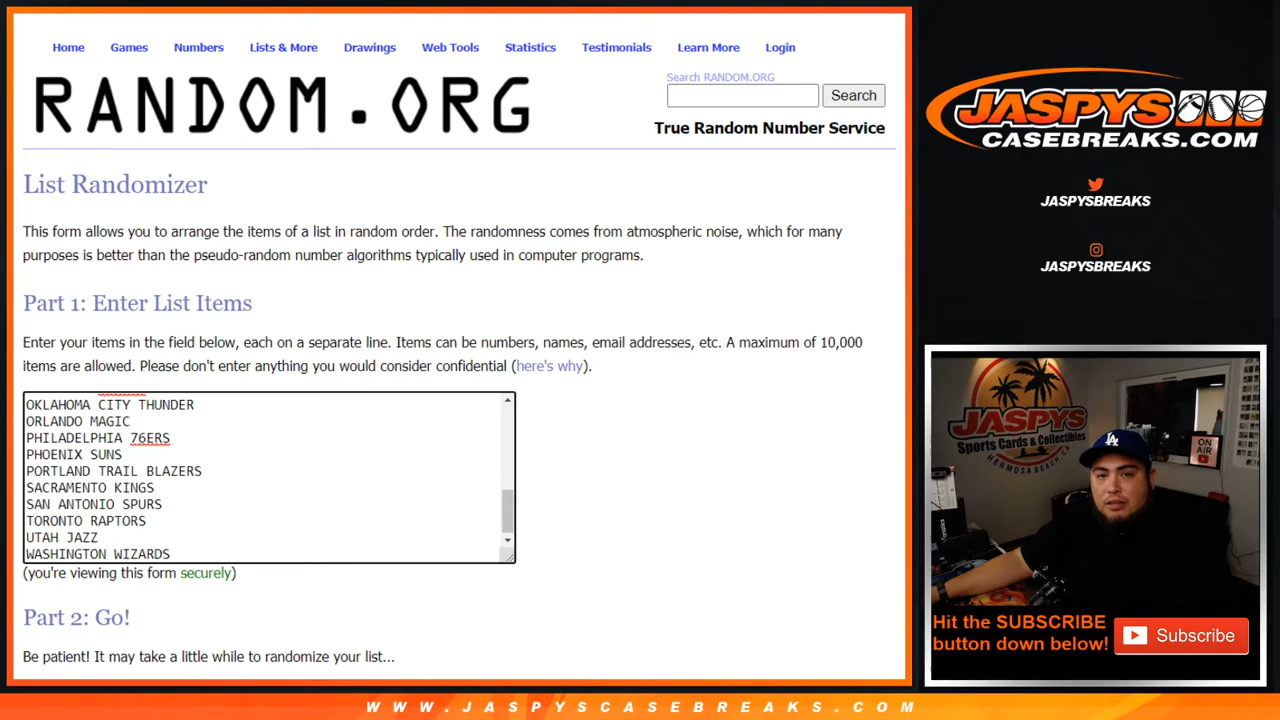 Home Games Numbers Lists & More Drawings Web Tools Statistics Testimonials Learn More Login
RANDOM.ORG
Search RANDOM.ORG
Search
True Random Number Service
List Randomizer
This form allows you to arrange the items of a list in random order. The randomness comes from atmospheric noise, which for many
purposes is better than the pseudo-random number algorithms typically used in computer programs.
Part 1: Enter List Items
Enter your items in the field below, each on a separate line. Items can be numbers, names, email addresses, etc. A maximum of 10,000
items are allowed. Please don't enter anything you would consider confidential (here's why).
OKLAHOMA CITY THUNDER
ORLANDO MAGIC
PHILADELPHIA 76ERS
PHOENIX SUNS
PORTLAND TRAIL BLAZERS
SACRAMENTO KINGS
SAN ANTONIO SPURS
TORONTO RAPTORS
UTAH JAZZ
WASHINGTON WIZARDS
(you're viewing this form securely)
Part 2: Go!
Be patient! It may take a little while to randomize your list...
JASPYS
CASEBREAKS.COM
JASPYSBREAKS
JASPYSBREAKS
JASPYS
Sports Cards & Collectibles
HERMOSA BEACH, CA
ON
AIR
LA
Hit the SUBSCRIBE
button down below!
Subscribe
WWW.JASPYSCASEBREAKS.COM